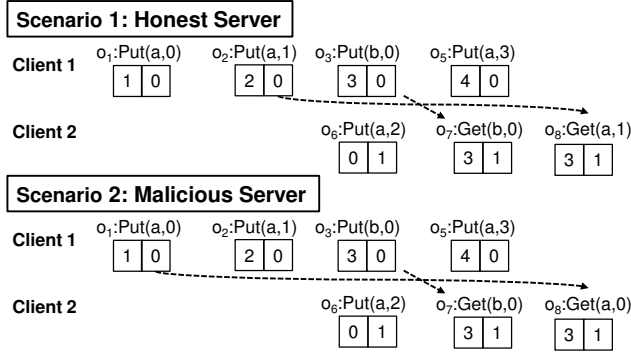 Scenario 1: Honest Server
o₁:Put(a,0) o₂:Put(a,1) o₃:Put(b,0) o₅:Put(a,3)
Client 1
1 0 2 0 3 0 4 0
Client 2 o₆:Put(a,2) o₇:Get(b,0) o₈:Get(a,1)
0 1 3 1 3 1
Scenario 2: Malicious Server
o₁:Put(a,0) o₂:Put(a,1) o₃:Put(b,0) o₅:Put(a,3)
Client 1
1 0 2 0 3 0 4 0
Client 2 o₆:Put(a,2) o₇:Get(b,0) o₈:Get(a,0)
0 1 3 1 3 1